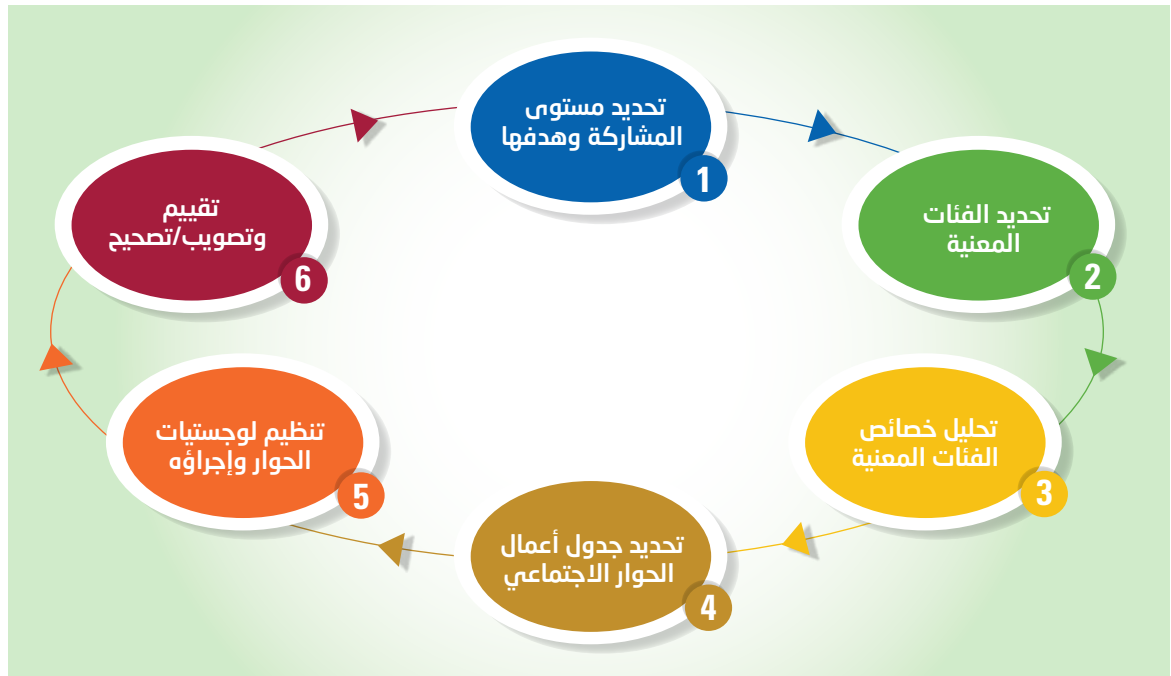 تحديد مستوى
المشاركة وهدفها
1
تحديد الفئات
المعنية
2
تحليل خصائص
الفئات المعنية
3
تحديد جدول أعمال
الحوار الاجتماعي
4
تنظيم لوجستيات
الحوار وإجراؤه
5
تقييم
وتصويب/تصحيح
6